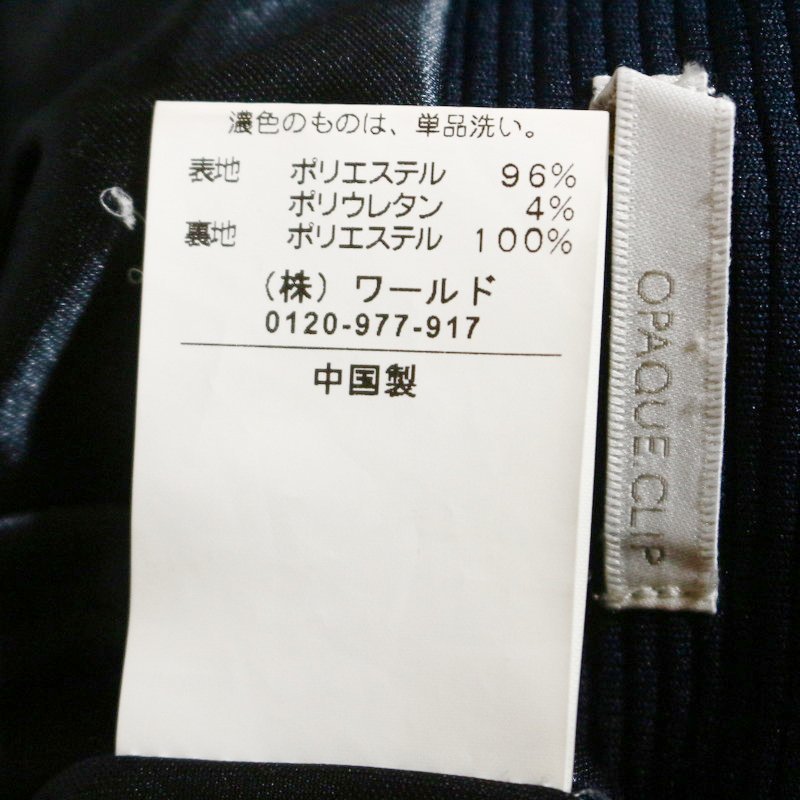 濃色のものは、単品洗い。
表地 ポリエステル 96%
ポリウレタン 4%
裏地 ポリエステル 100%
(株) ワールド
0120-977-917
中国製
OPAQUE.CLIP